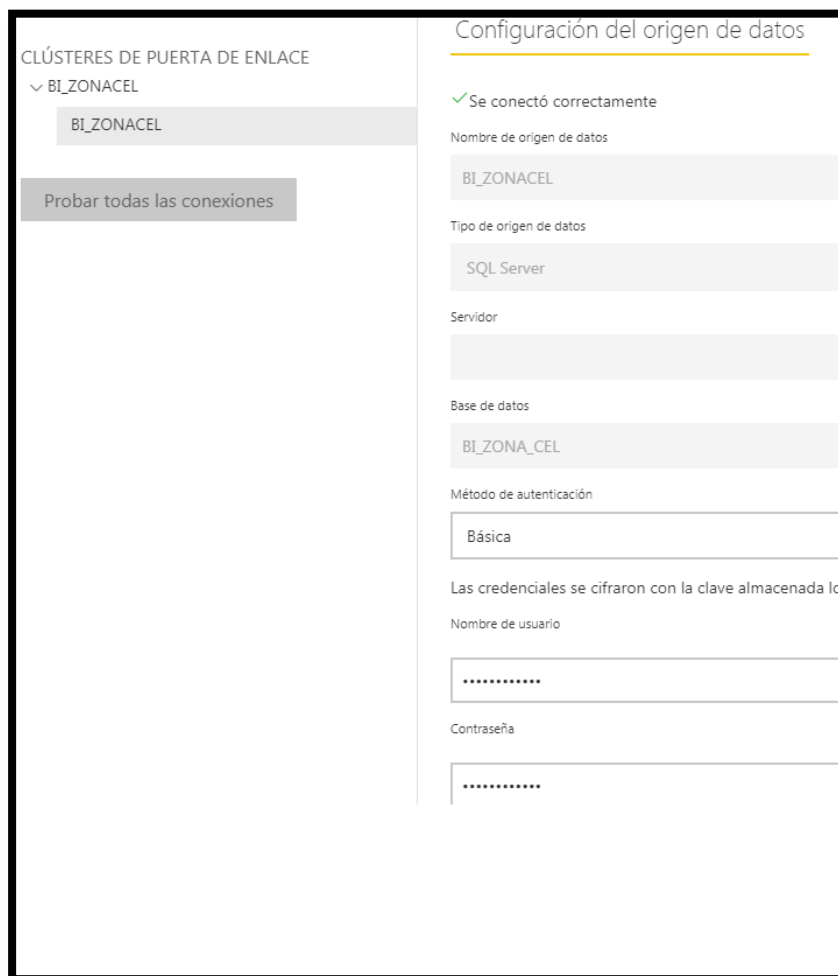 CLÚSTERES DE PUERTA DE ENLACE
BI_ZONACEL
BI_ZONACEL
Probar todas las conexiones
Configuración del origen de datos
Se conectó correctamente
Nombre de origen de datos
BI_ZONACEL
Tipo de origen de datos
SQL Server
Servidor
Base de datos
BI_ZONA_CEL
Método de autenticación
Básica
Las credenciales se cifraron con la clave almacenada lo
Nombre de usuario
••••••••••••
Contraseña
••••••••••••